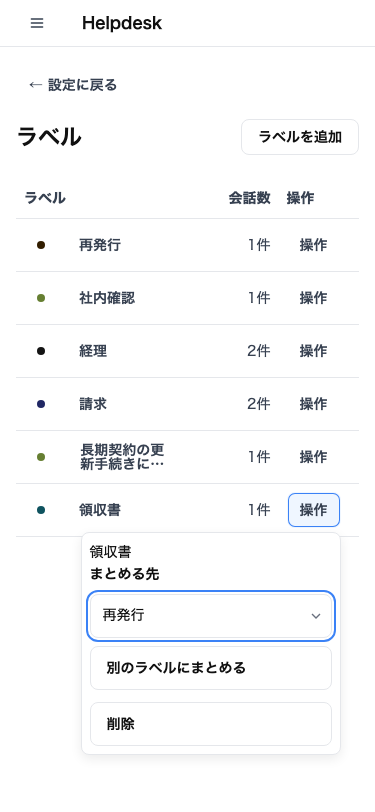 Helpdesk
← 設定に戻る
ラベル
ラベルを追加
ラベル 会話数 操作
再発行 1件 操作
社内確認 1件 操作
経理 2件 操作
請求 2件 操作
長期契約の更
新手続きに… 1件 操作
領収書 1件 操作
領収書
まとめる先
再発行
別のラベルにまとめる
削除